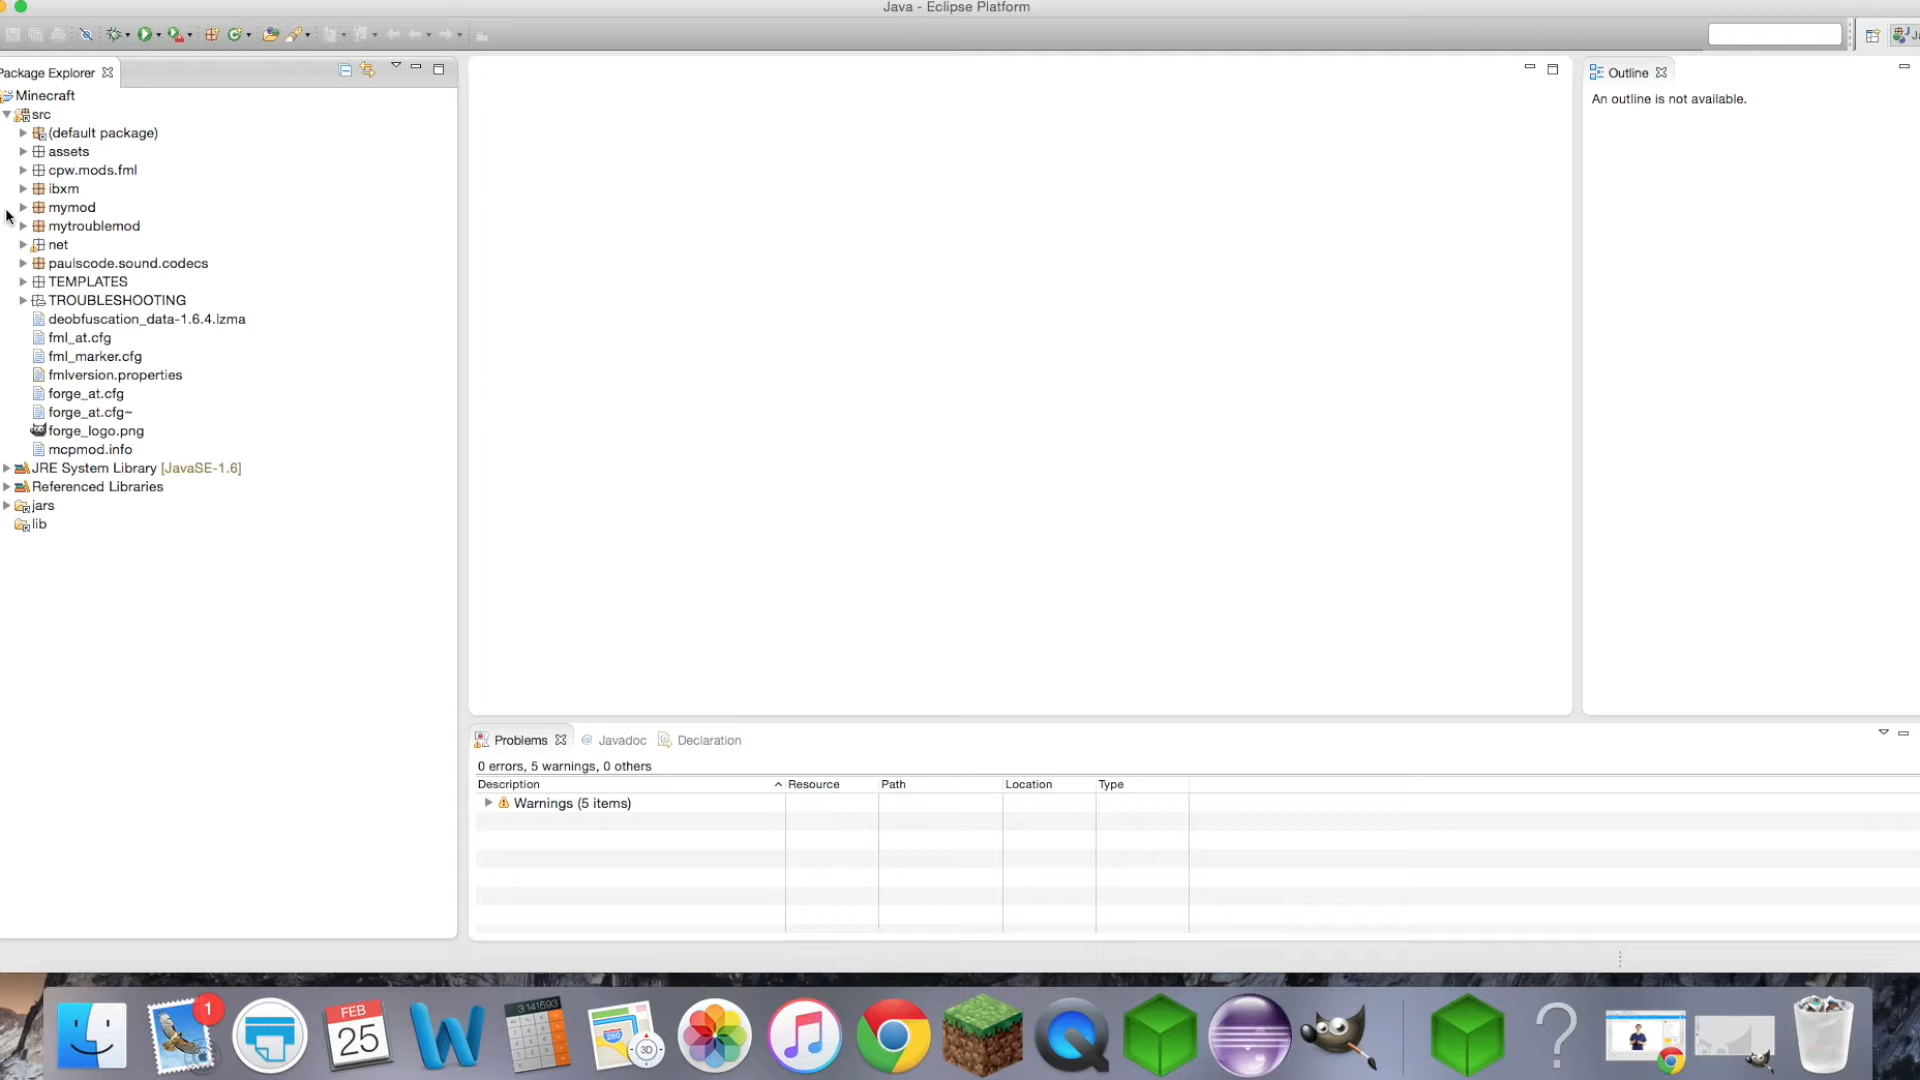 Java - Eclipse Platform
Package Explorer
Outline
An outline is not available.
Minecraft
src
(default package)
assets
cpw.mods.fml
ibxm
mymod
mytroublemod
net
paulscode.sound.codecs
TEMPLATES
TROUBLESHOOTING
deobfuscation_data-1.6.4.lzma
fml_at.cfg
fml_marker.cfg
fmlversion.properties
forge_at.cfg
forge_at.cfg~
forge_logo.png
mcpmod.info
JRE System Library [JavaSE-1.6]
Referenced Libraries
jars
lib
Problems @ Javadoc Declaration
0 errors, 5 warnings, 0 others
Description Resource Path Location Type
Warnings (5 items)
1
FEB
25
3.141593
3D
?